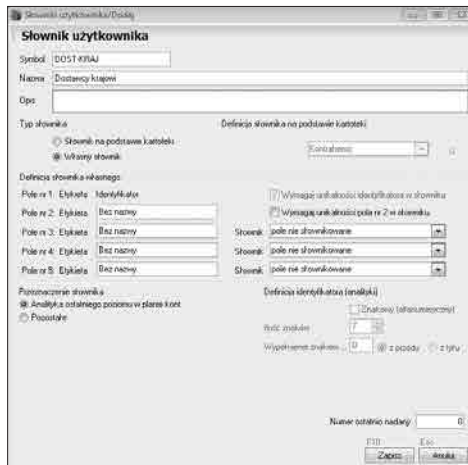 Słowniki użytkownika/Dodaj
Słownik użytkownika
Symbol DOST-KRAJ
Nazwa Dostawcy krajowi
Opis
Typ słownika Definicja słownika na podstawie kartoteki
Słownik na podstawie kartoteki Kontrahenci
Własny słownik
Definicja słownika własnego
Pole nr 1: Etykieta Identyfikator Wymagaj unikalności identyfikatora w słowniku
Pole nr 2: Etykieta Bez nazwy Wymagaj unikalności pola nr 2 w słowniku
Pole nr 3: Etykieta Bez nazwy Słownik pole nie słownikowane
Pole nr 4: Etykieta Bez nazwy Słownik pole nie słownikowane
Pole nr 5: Etykieta Bez nazwy Słownik pole nie słownikowane
Przeznaczenie słownika Definicja identyfikatora (analityki)
Analityka ostatniego poziomu w planie kont Znakowy (alfanumeryczny)
Pozostałe Ilość znaków 7
Wypełnienie znakiem... 0 z przodu z tyłu
Numer ostatnio nadany 0
F10 Esc
Zapisz Anuluj